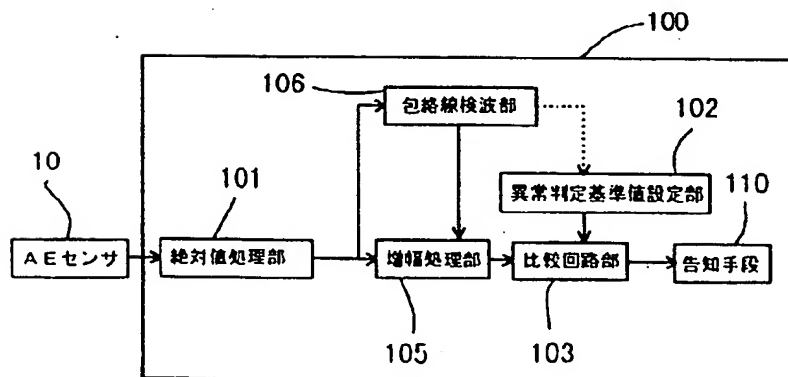 100
106
包絡線検波部
102
10
101
異常判定基準値設定部
110
AEセンサ
絶対値処理部
増幅処理部
比較回路部
告知手段
105
103